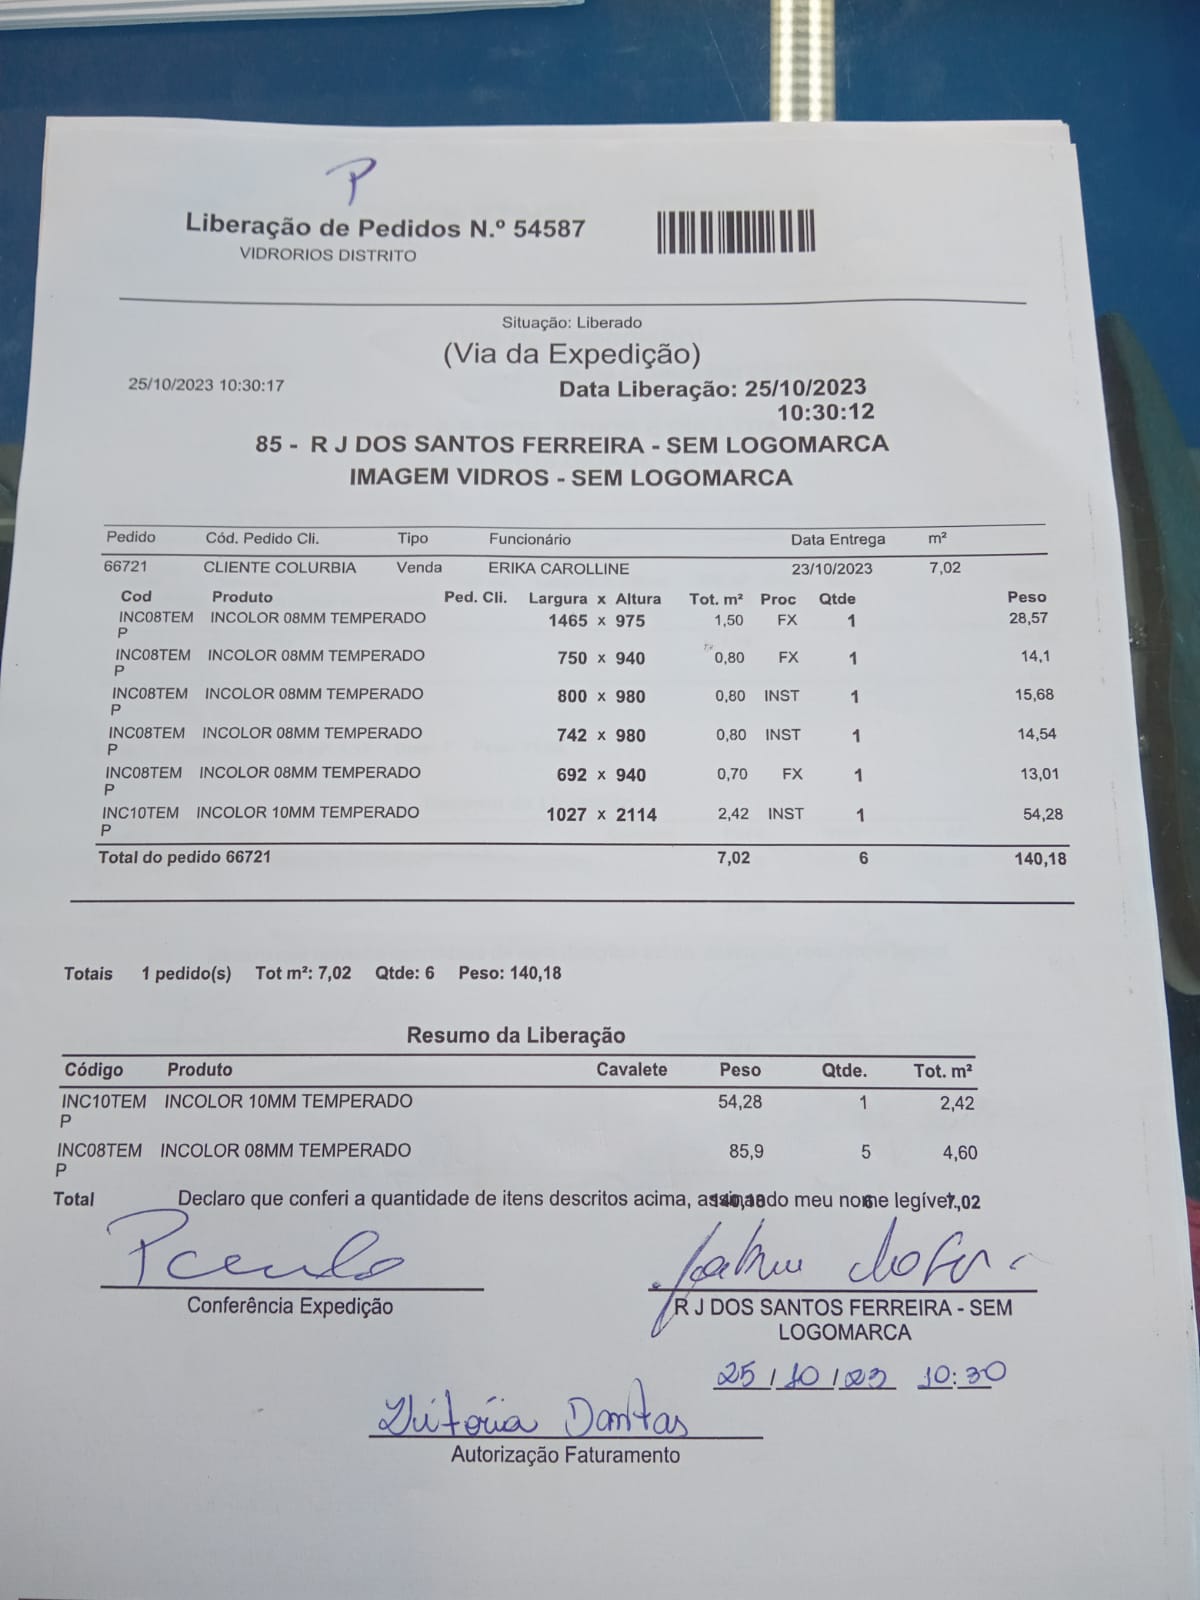 P
Liberação de Pedidos N.º 54587
VIDRORIOS DISTRITO
Situação: Liberado
(Via da Expedição)
25/10/2023 10:30:17 Data Liberação: 25/10/2023
10:30:12
85 - R J DOS SANTOS FERREIRA - SEM LOGOMARCA
IMAGEM VIDROS - SEM LOGOMARCA
Pedido Cód. Pedido Cli. Tipo Funcionário Data Entrega m²
66721 CLIENTE COLURBIA Venda ERIKA CAROLLINE 23/10/2023 7,02
Cod Produto Ped. Cli. Largura x Altura Tot. m² Proc Qtde Peso
INC08TEM INCOLOR 08MM TEMPERADO 1465 x 975 1,50 FX 1 28,57
P
INC08TEM INCOLOR 08MM TEMPERADO 750 x 940 0,80 FX 1 14,1
P
INC08TEM INCOLOR 08MM TEMPERADO 800 x 980 0,80 INST 1 15,68
P
INC08TEM INCOLOR 08MM TEMPERADO 742 x 980 0,80 INST 1 14,54
P
INC08TEM INCOLOR 08MM TEMPERADO 692 x 940 0,70 FX 1 13,01
P
INC10TEM INCOLOR 10MM TEMPERADO 1027 x 2114 2,42 INST 1 54,28
P
Total do pedido 66721 7,02 6 140,18
Totais 1 pedido(s) Tot m²: 7,02 Qtde: 6 Peso: 140,18
Resumo da Liberação
Código Produto Cavalete Peso Qtde. Tot. m²
INC10TEM INCOLOR 10MM TEMPERADO 54,28 1 2,42
P
INC08TEM INCOLOR 08MM TEMPERADO 85,9 5 4,60
P
Total Declaro que conferi a quantidade de itens descritos acima, assinando meu nome legível. 140,18 6 7,02
Conferência Expedição
R J DOS SANTOS FERREIRA - SEM
LOGOMARCA
25/10/23 10:30
Vitória Dantas
Autorização Faturamento